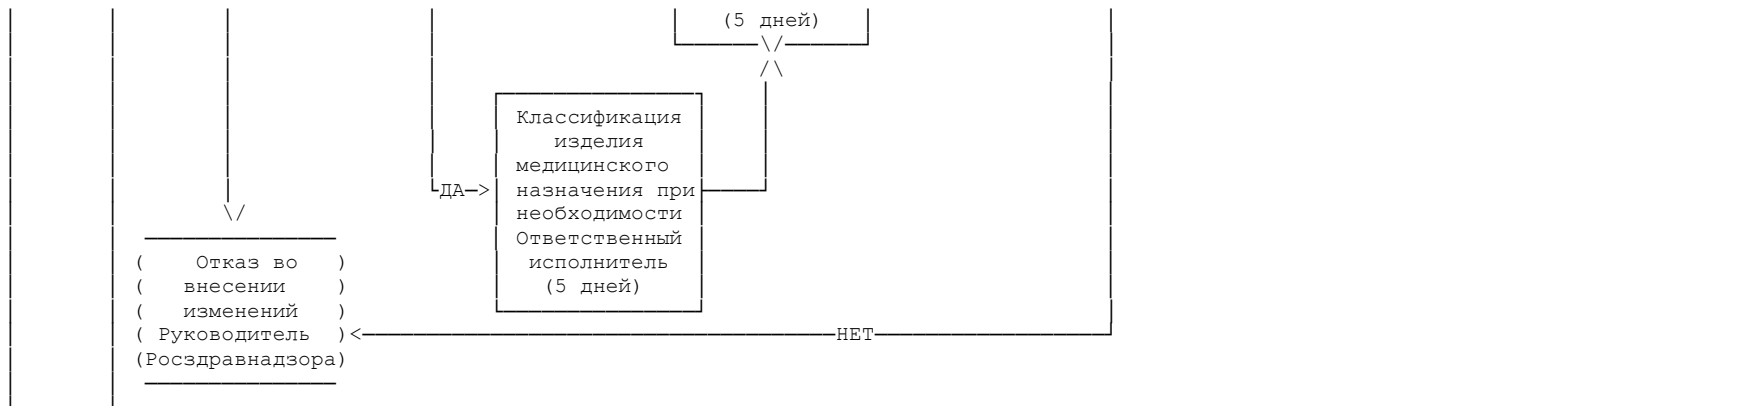 (5 дней)
Классификация
изделия
медицинского
ДА
назначения при
необходимости
Ответственный
исполнитель
(5 дней)
( Отказ во )
( внесении )
( изменений )
( Руководитель )
НЕТ
(Росздравнадзора)